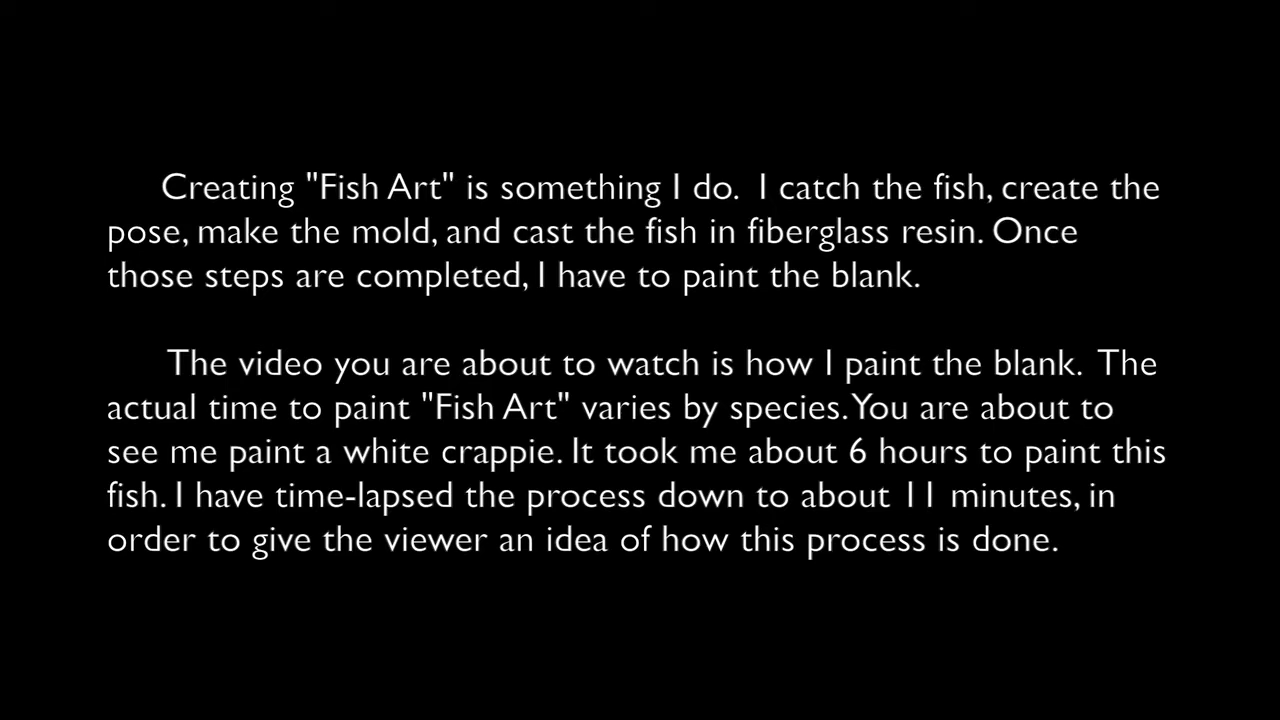 Creating "Fish Art" is something I do. I catch the fish, create the
pose, make the mold, and cast the fish in fiberglass resin. Once
those steps are completed, I have to paint the blank.
The video you are about to watch is how I paint the blank. The
actual time to paint "Fish Art" varies by species. You are about to
see me paint a white crappie. It took me about 6 hours to paint this
fish. I have time-lapsed the process down to about 11 minutes, in
order to give the viewer an idea of how this process is done.